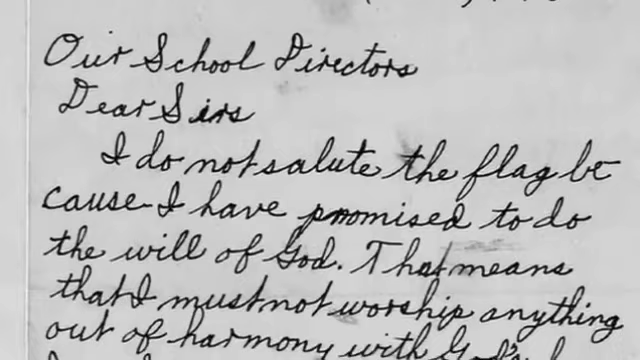 Our School Directors
Dear Sirs
I do not salute the flag be
cause I have promised to do
the will of God. That means
that I must not worship anything
out of harmony with God's